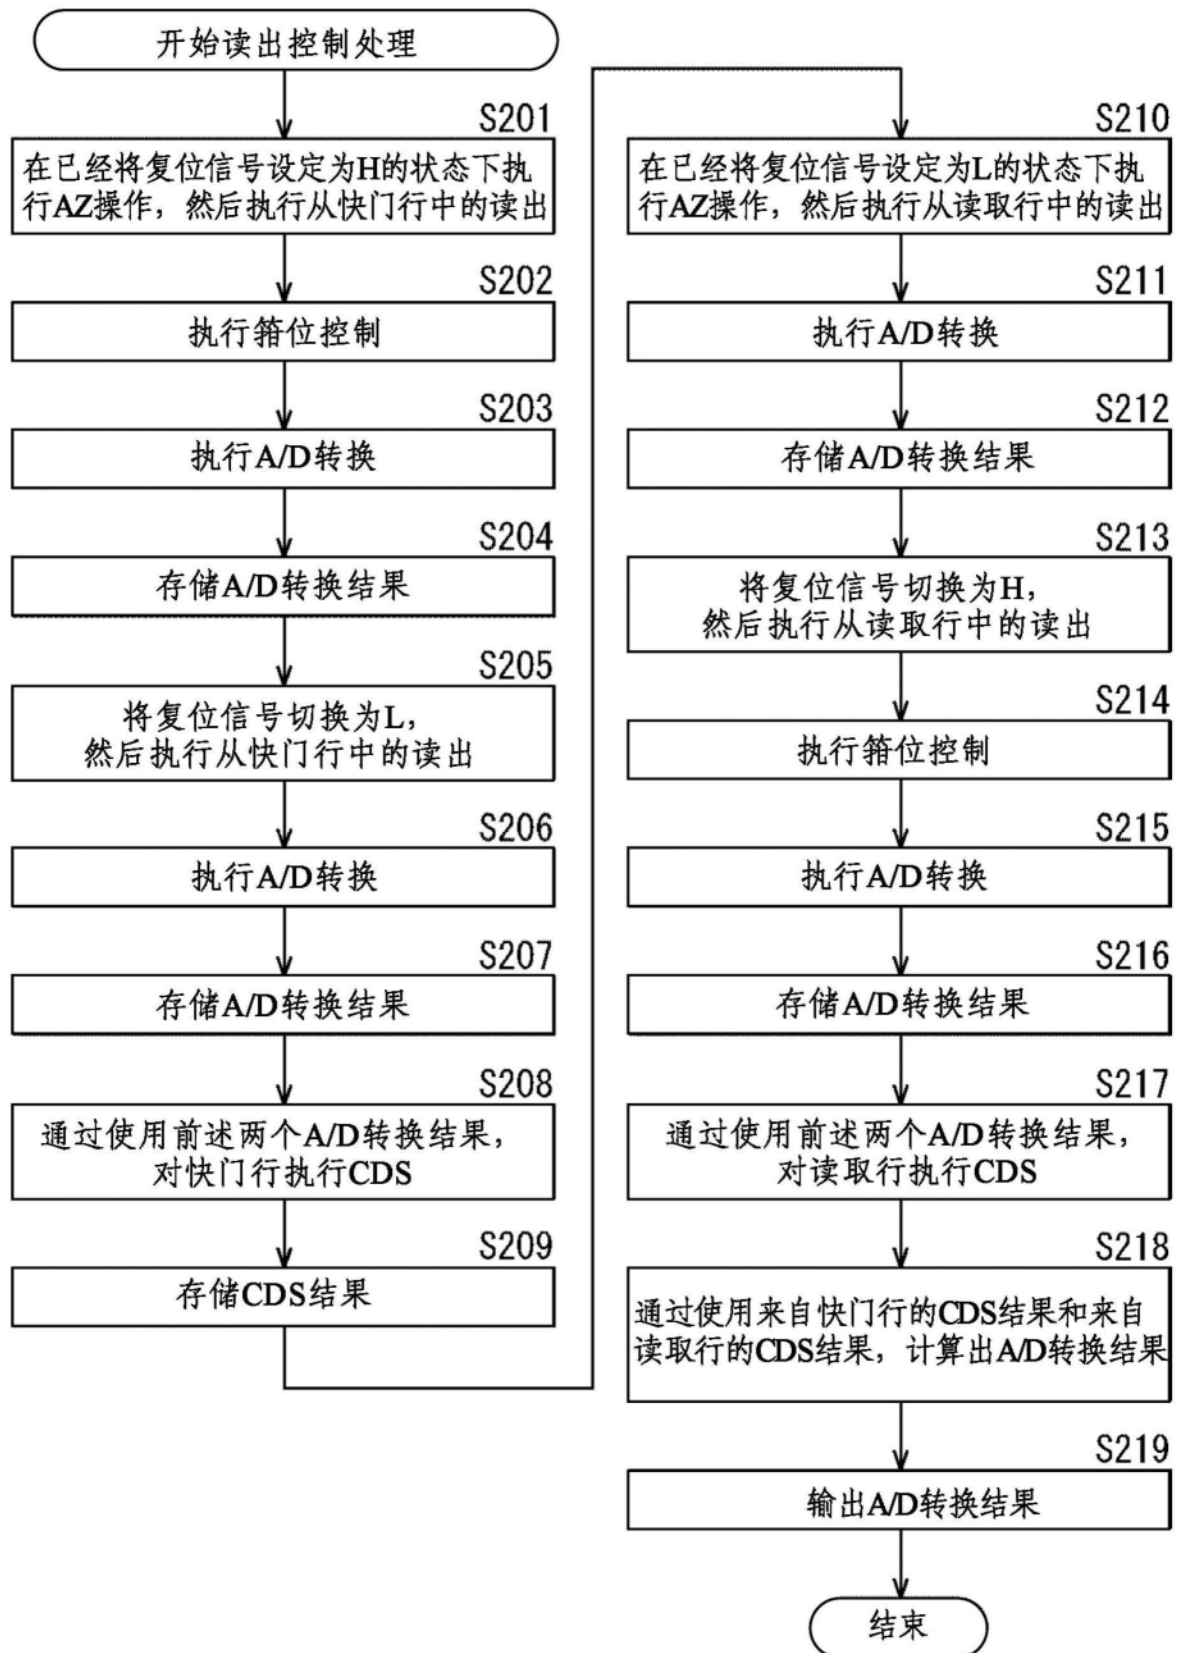 开始读出控制处理
S201
在已经将复位信号设定为H的状态下执
行AZ操作，然后执行从快门行中的读出
S202
执行箝位控制
S203
执行A/D转换
S204
存储A/D转换结果
S205
将复位信号切换为L，
然后执行从快门行中的读出
S206
执行A/D转换
S207
存储A/D转换结果
S208
通过使用前述两个A/D转换结果，
对快门行执行CDS
S209
存储CDS结果
S210
在已经将复位信号设定为L的状态下执
行AZ操作，然后执行从读取行中的读出
S211
执行A/D转换
S212
存储A/D转换结果
S213
将复位信号切换为H，
然后执行从读取行中的读出
S214
执行箝位控制
S215
执行A/D转换
S216
存储A/D转换结果
S217
通过使用前述两个A/D转换结果，
对读取行执行CDS
S218
通过使用来自快门行的CDS结果和来自
读取行的CDS结果，计算出A/D转换结果
S219
输出A/D转换结果
结束